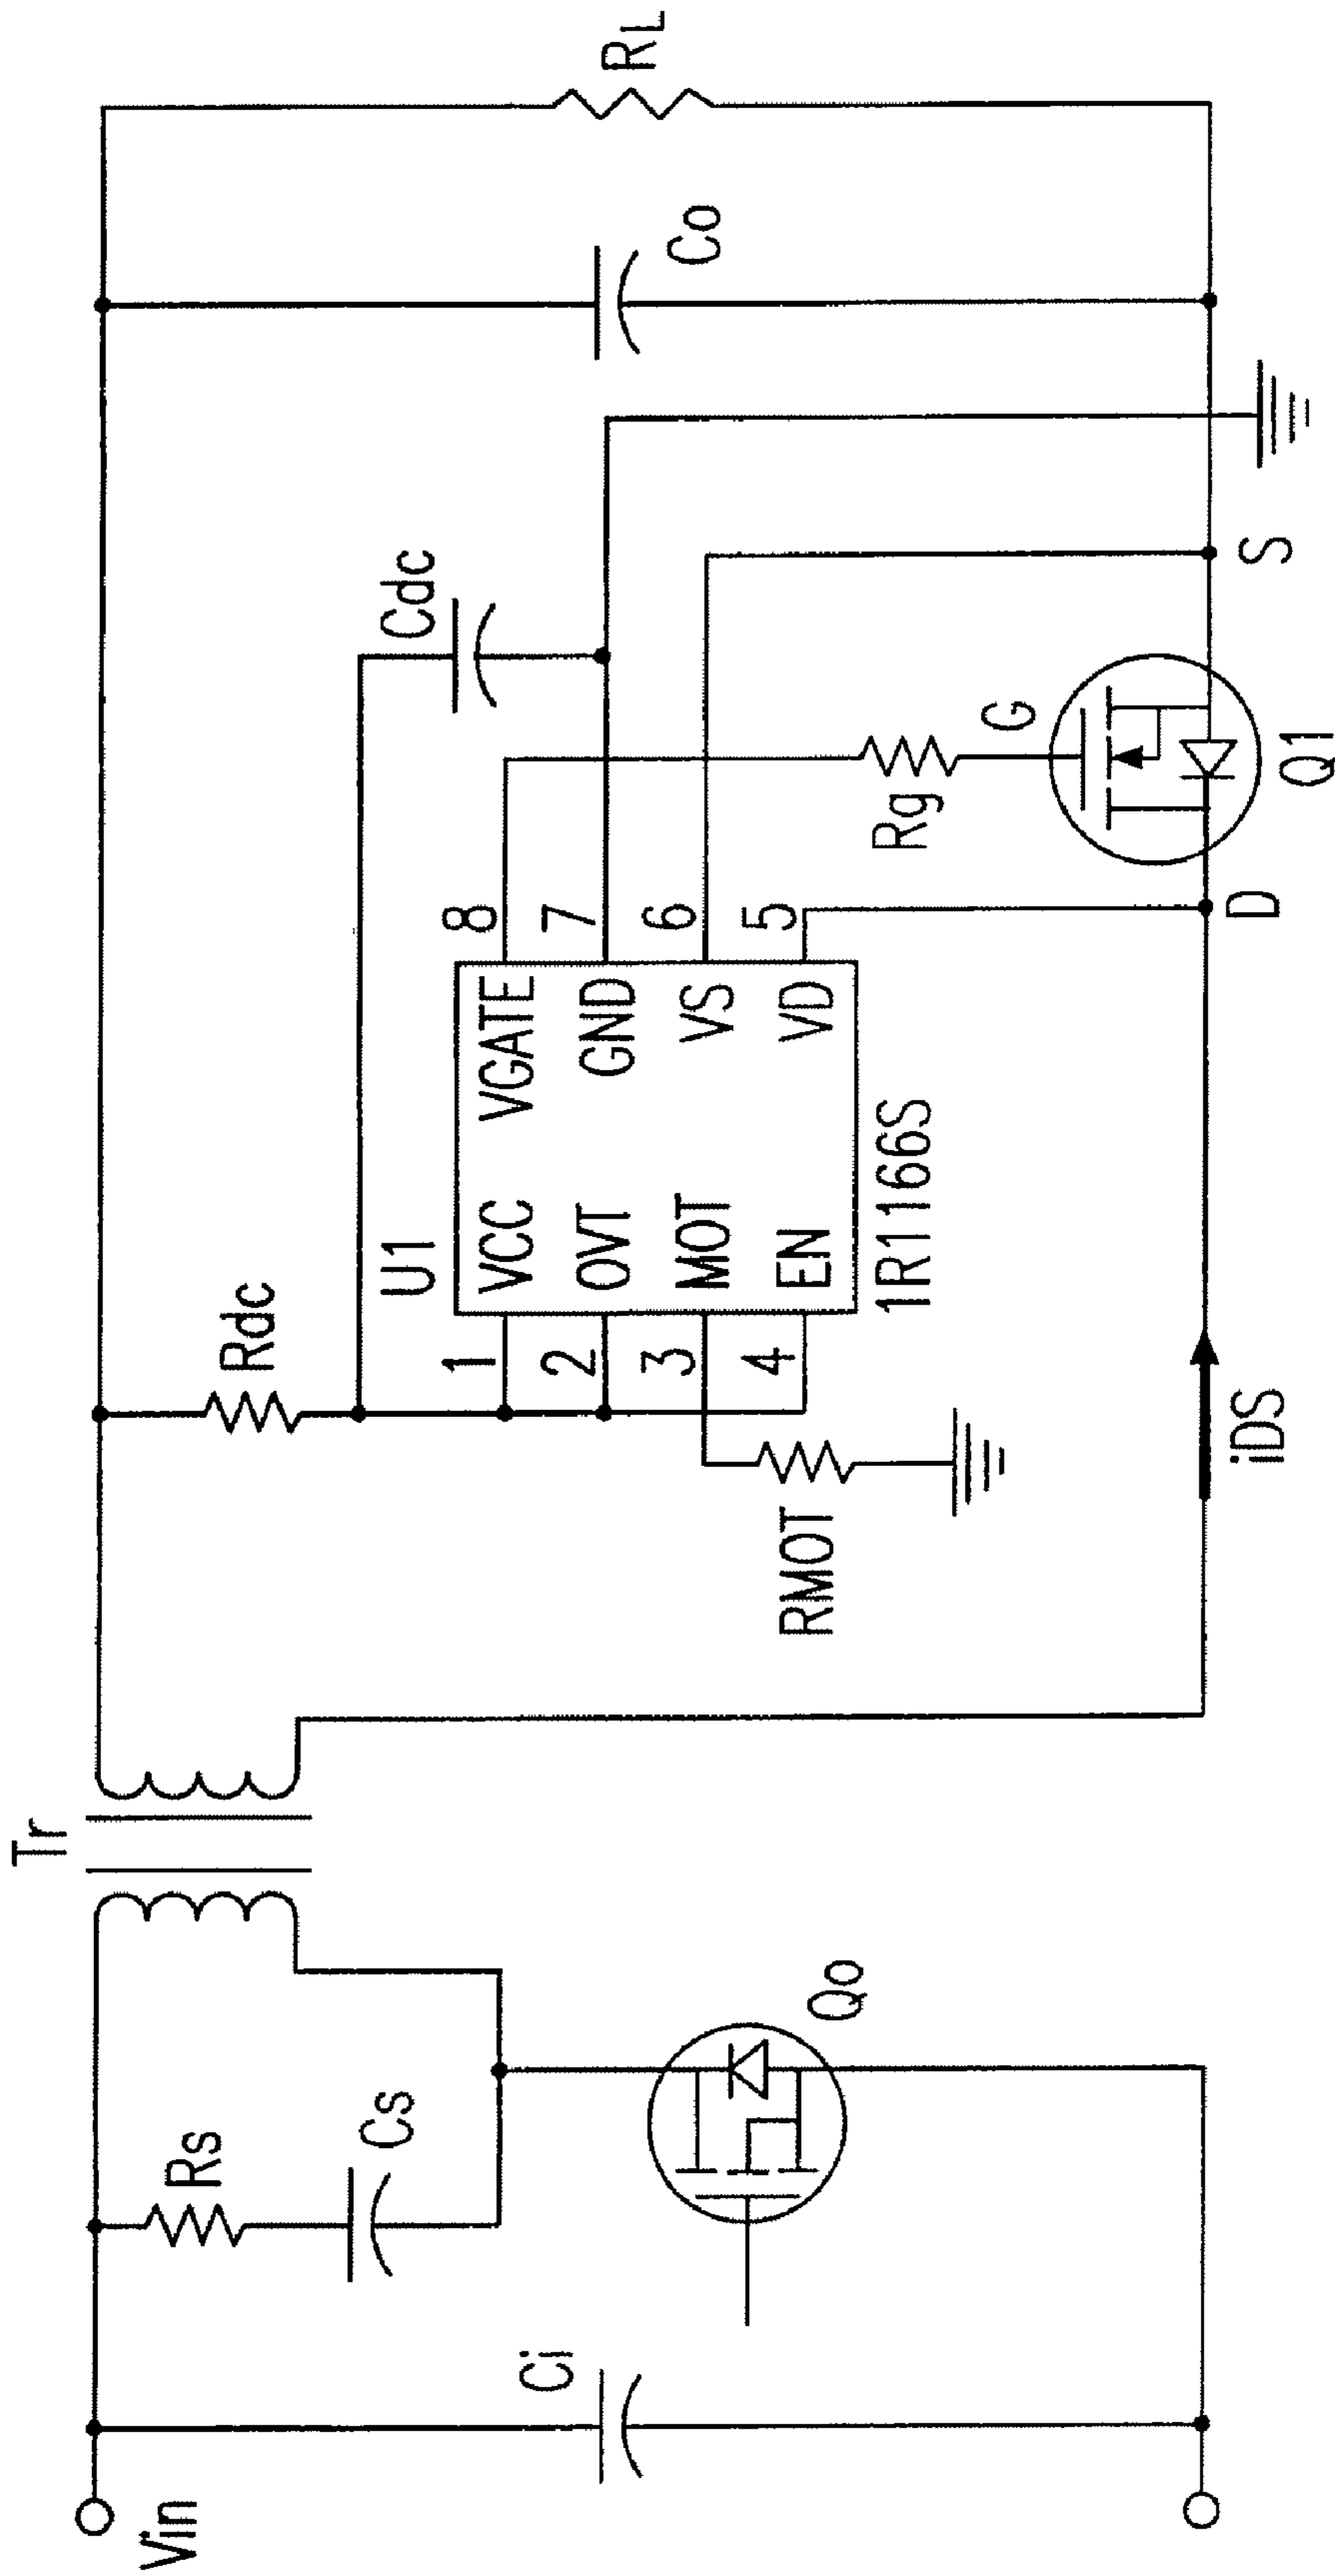 Vin
Ci
Rs
Cs
Qo
Tr
Rdc
RMOT
iDS
U1
1
2
3
4
VCC
OVT
MOT
EN
VGATE
GND
VS
VD
8
7
6
5
1R1166S
Cdc
Rg
G
D
S
Q1
Co
RL